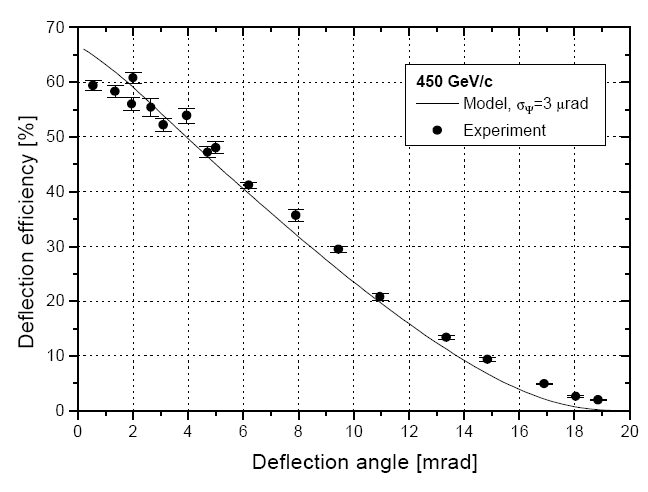 70
60
50
40
30
20
10
0
Deflection efficiency [%]
450 GeV/c
Model, σΨ=3 μrad
Experiment
0 2 4 6 8 10 12 14 16 18 20
Deflection angle [mrad]